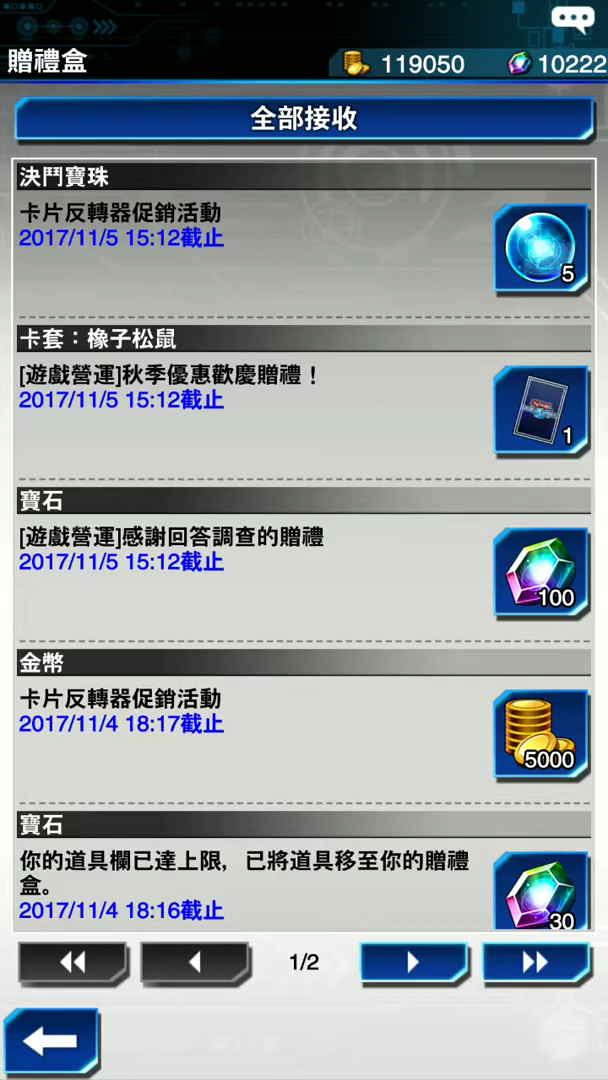 贈禮盒
119050
10222
全部接收
決鬥寶珠
卡片反轉器促銷活動
2017/11/5 15:12截止
5
卡套：橡子松鼠
[遊戲營運]秋季優惠歡慶贈禮！
2017/11/5 15:12截止
1
寶石
[遊戲營運]感謝回答調查的贈禮
2017/11/5 15:12截止
100
金幣
卡片反轉器促銷活動
2017/11/4 18:17截止
5000
寶石
你的道具欄已達上限，已將道具移至你的贈禮
盒。
2017/11/4 18:16截止
30
1/2